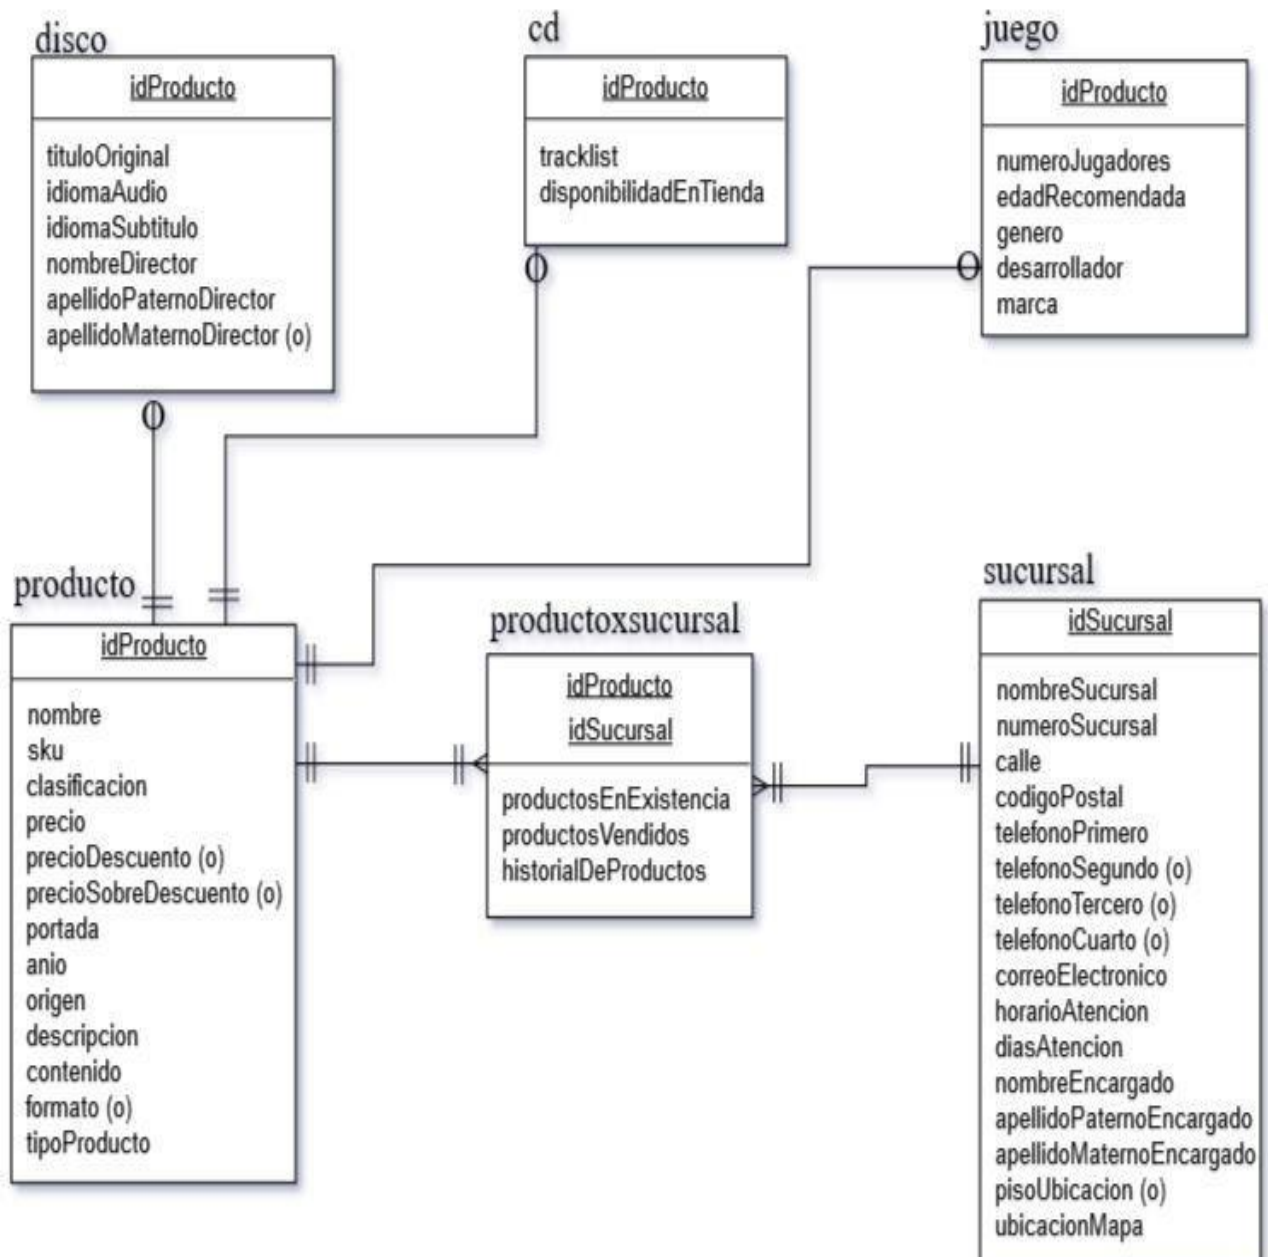 disco
idProducto
tituloOriginal
idiomaAudio
idiomaSubtitulo
nombreDirector
apellidoPaternoDirector
apellidoMaternoDirector (o)
cd
idProducto
tracklist
disponibilidadEnTienda
juego
idProducto
numeroJugadores
edadRecomendada
genero
desarrollador
marca
producto
idProducto
nombre
sku
clasificacion
precio
precioDescuento (o)
precioSobreDescuento (o)
portada
anio
origen
descripcion
contenido
formato (o)
tipoProducto
productoxsucursal
idProducto
idSucursal
productosEnExistencia
productosVendidos
historialDeProductos
sucursal
idSucursal
nombreSucursal
numeroSucursal
calle
codigoPostal
telefonoPrimero
telefonoSegundo (o)
telefonoTercero (o)
telefonoCuarto (o)
correoElectronico
horarioAtencion
diasAtencion
nombreEncargado
apellidoPaternoEncargado
apellidoMaternoEncargado
pisoUbicacion (o)
ubicacionMapa